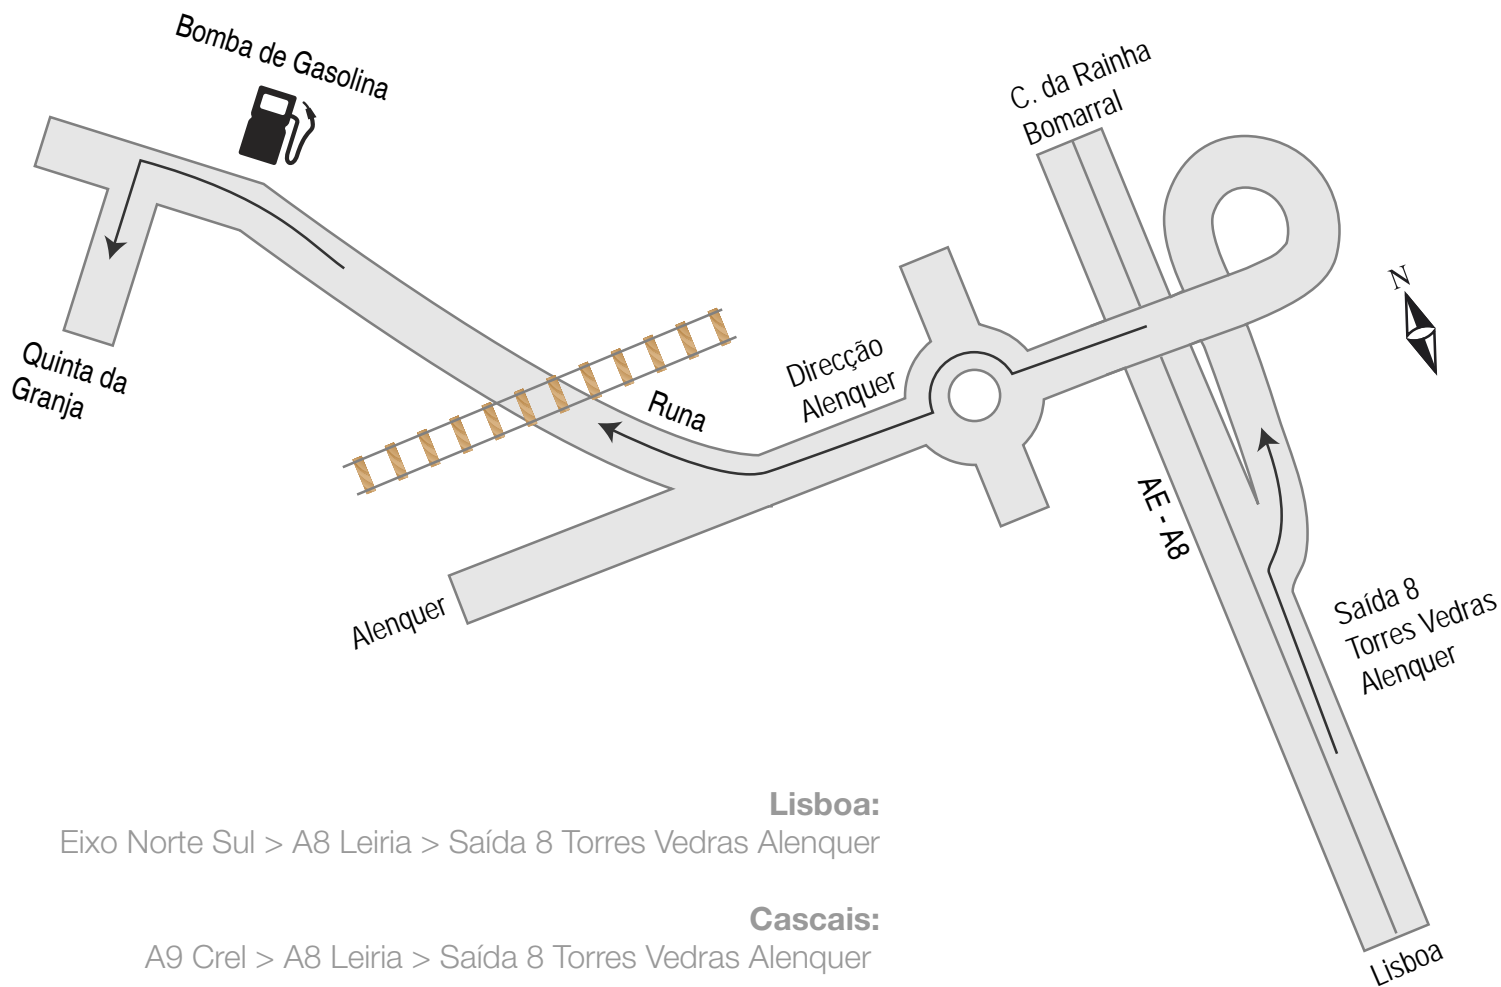 Bomba de Gasolina
C. da Rainha
Bomarral
N
Quinta da
Granja
Runa
Direcção
Alenquer
AE - A8
Alenquer
Saída 8
Torres Vedras
Alenquer
Lisboa:
Eixo Norte Sul > A8 Leiria > Saída 8 Torres Vedras Alenquer
Cascais:
A9 Crel > A8 Leiria > Saída 8 Torres Vedras Alenquer
Lisboa